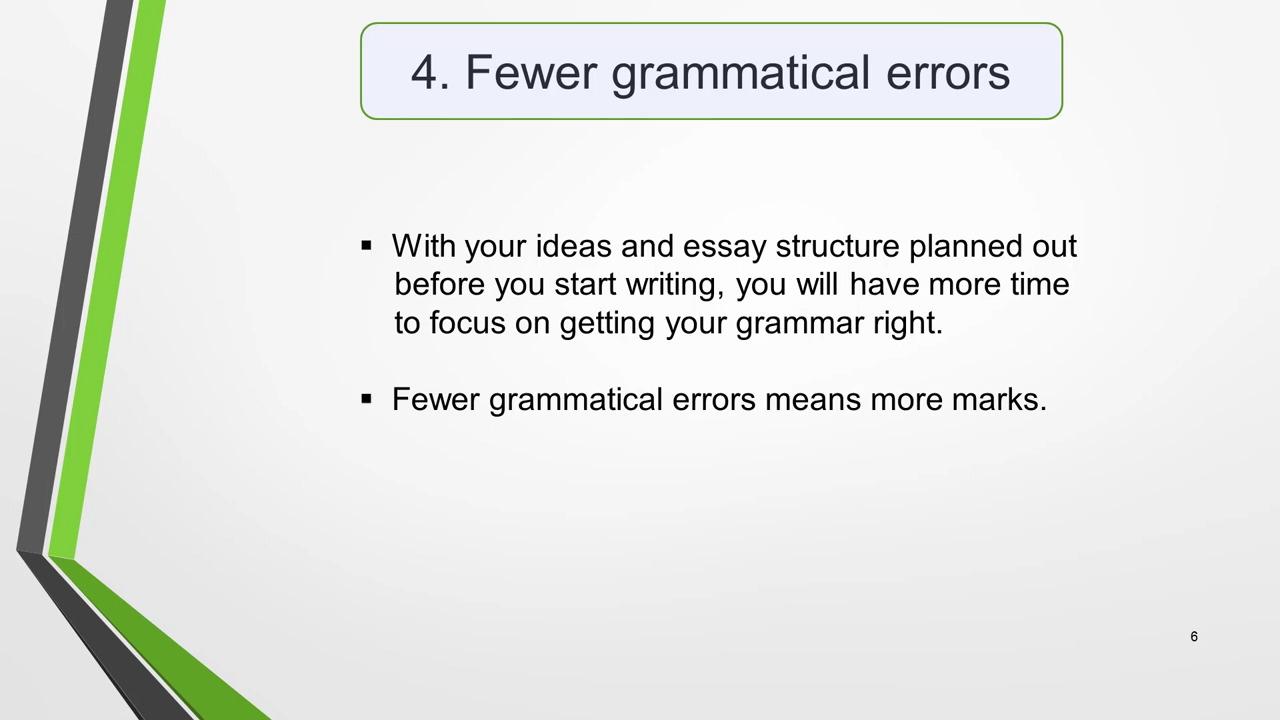 4. Fewer grammatical errors
▪ With your ideas and essay structure planned out
before you start writing, you will have more time
to focus on getting your grammar right.
▪ Fewer grammatical errors means more marks.
6